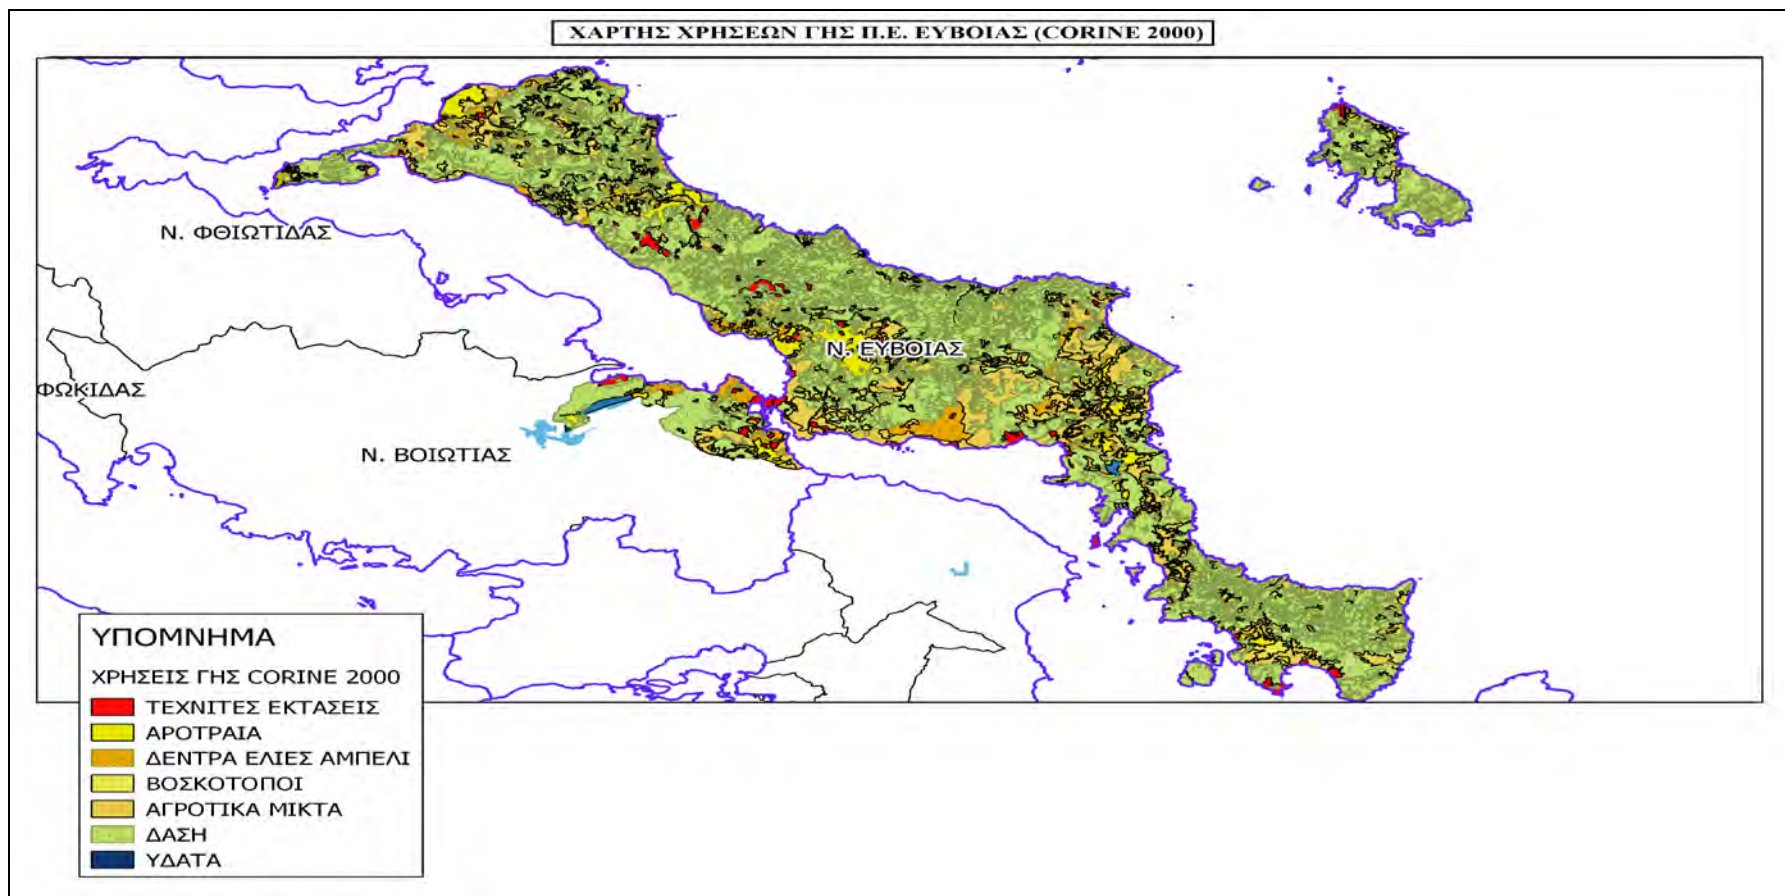 ΧΑΡΤΗΣ ΧΡΗΣΕΩΝ ΓΗΣ Π.Ε. ΕΥΒΟΙΑΣ (CORINE 2000)
Ν. ΦΘΙΩΤΙΔΑΣ
Ν. ΕΥΒΟΙΑΣ
ΦΩΚΙΔΑΣ
Ν. ΒΟΙΩΤΙΑΣ
ΥΠΟΜΝΗΜΑ
ΧΡΗΣΕΙΣ ΓΗΣ CORINE 2000
ΤΕΧΝΙΤΕΣ ΕΚΤΑΣΕΙΣ
ΑΡΟΤΡΑΙΑ
ΔΕΝΤΡΑ ΕΛΙΕΣ ΑΜΠΕΛΙ
ΒΟΣΚΟΤΟΠΟΙ
ΑΓΡΟΤΙΚΑ ΜΙΚΤΑ
ΔΑΣΗ
ΥΔΑΤΑ